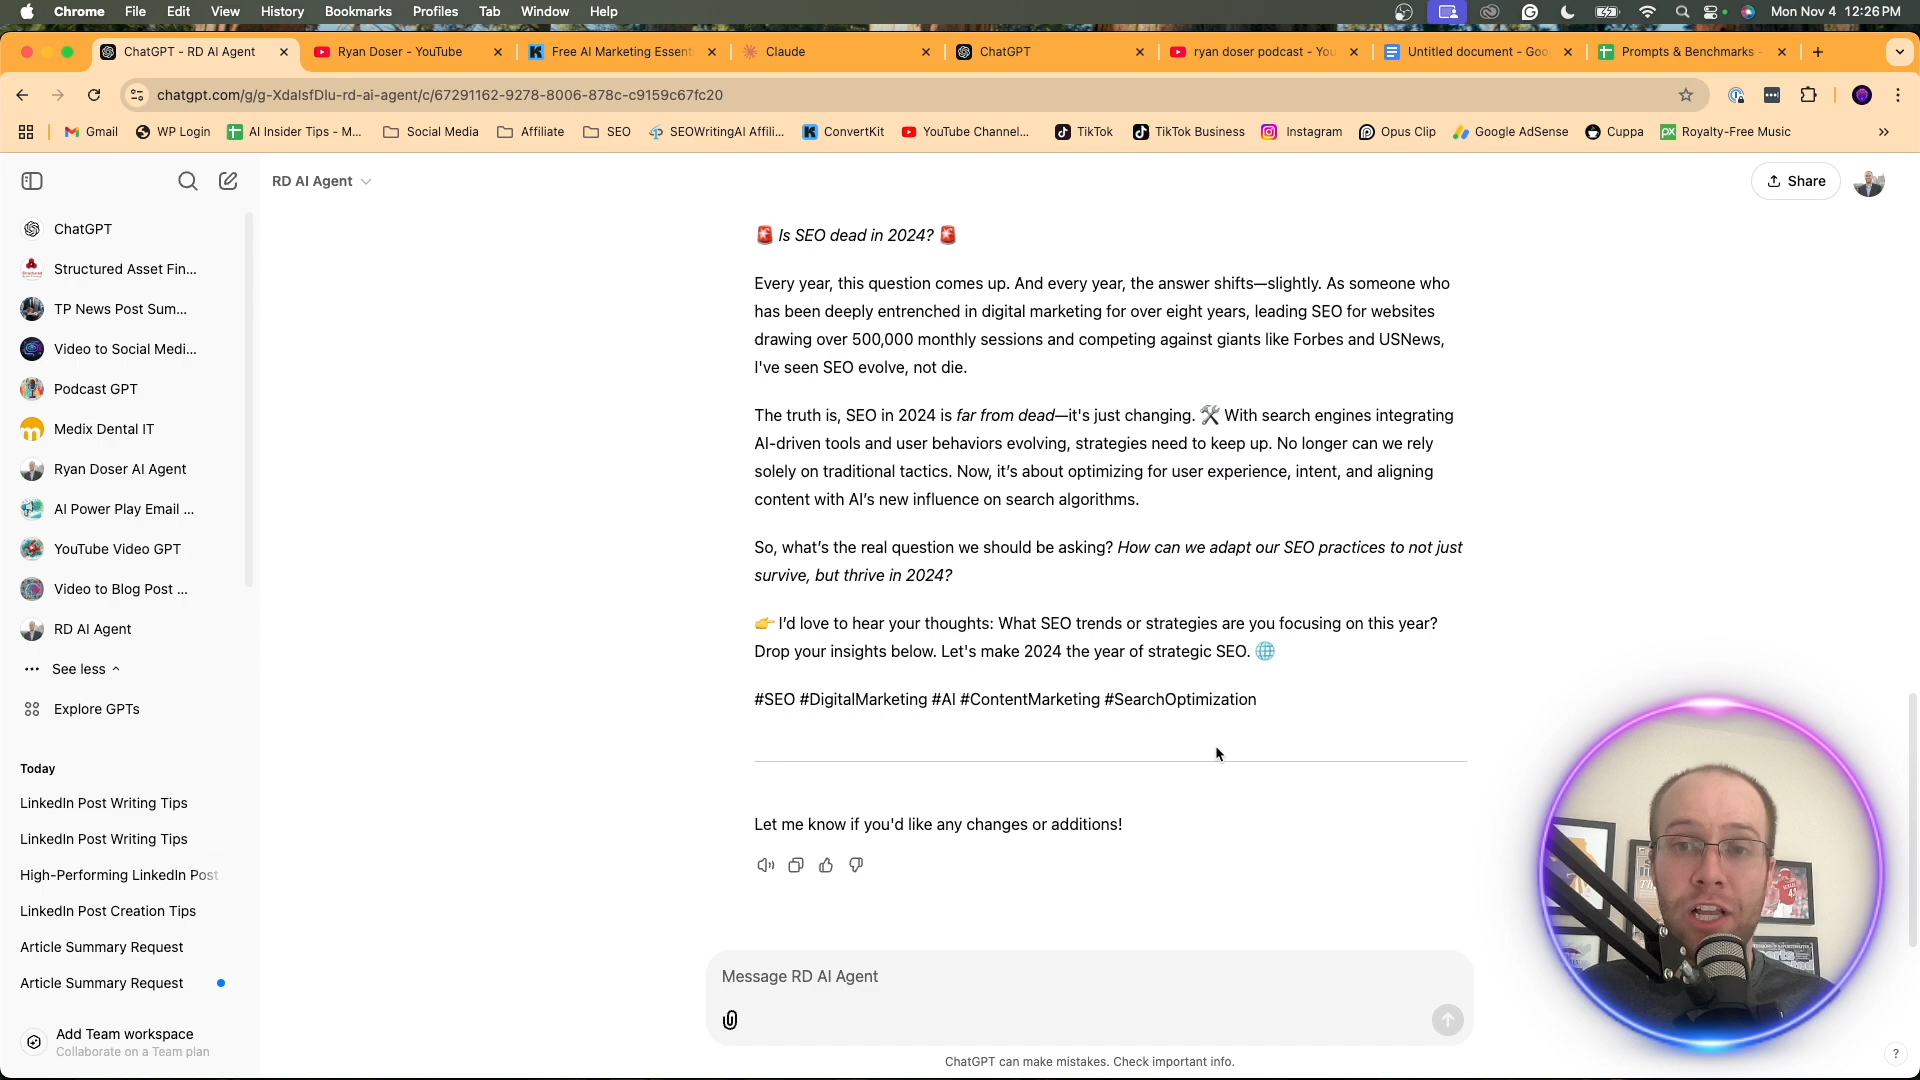 Chrome File Edit View History Bookmarks Profiles Tab Window Help Mon Nov 4 12:26 PM
ChatGPT - RD AI Agent Ryan Doser - YouTube Free AI Marketing Essent Claude ChatGPT ryan doser podcast - You Untitled document - Goo Prompts & Benchmarks -
chatgpt.com/g/g-XdalsfDlu-rd-ai-agent/c/67291162-9278-8006-878c-c9159c67fc20
Gmail WP Login AI Insider Tips - M... Social Media Affiliate SEO SEOWritingAI Affili... ConvertKit YouTube Channel... TikTok TikTok Business Instagram Opus Clip Google AdSense Cuppa Royalty-Free Music
RD AI Agent
Share
ChatGPT
Structured Asset Fin...
TP News Post Sum...
Video to Social Medi...
Podcast GPT
Medix Dental IT
Ryan Doser AI Agent
AI Power Play Email ...
YouTube Video GPT
Video to Blog Post ...
RD AI Agent
See less
Explore GPTs
Today
LinkedIn Post Writing Tips
LinkedIn Post Writing Tips
High-Performing LinkedIn Post
LinkedIn Post Creation Tips
Article Summary Request
Article Summary Request
Add Team workspace
Collaborate on a Team plan
🚨 Is SEO dead in 2024? 🚨
Every year, this question comes up. And every year, the answer shifts—slightly. As someone who
has been deeply entrenched in digital marketing for over eight years, leading SEO for websites
drawing over 500,000 monthly sessions and competing against giants like Forbes and USNews,
I've seen SEO evolve, not die.
The truth is, SEO in 2024 is far from dead—it's just changing. 🛠️ With search engines integrating
AI-driven tools and user behaviors evolving, strategies need to keep up. No longer can we rely
solely on traditional tactics. Now, it's about optimizing for user experience, intent, and aligning
content with AI's new influence on search algorithms.
So, what's the real question we should be asking? How can we adapt our SEO practices to not just
survive, but thrive in 2024?
👉 I'd love to hear your thoughts: What SEO trends or strategies are you focusing on this year?
Drop your insights below. Let's make 2024 the year of strategic SEO. 🌐
#SEO #DigitalMarketing #AI #ContentMarketing #SearchOptimization
Let me know if you'd like any changes or additions!
Message RD AI Agent
ChatGPT can make mistakes. Check important info.
?